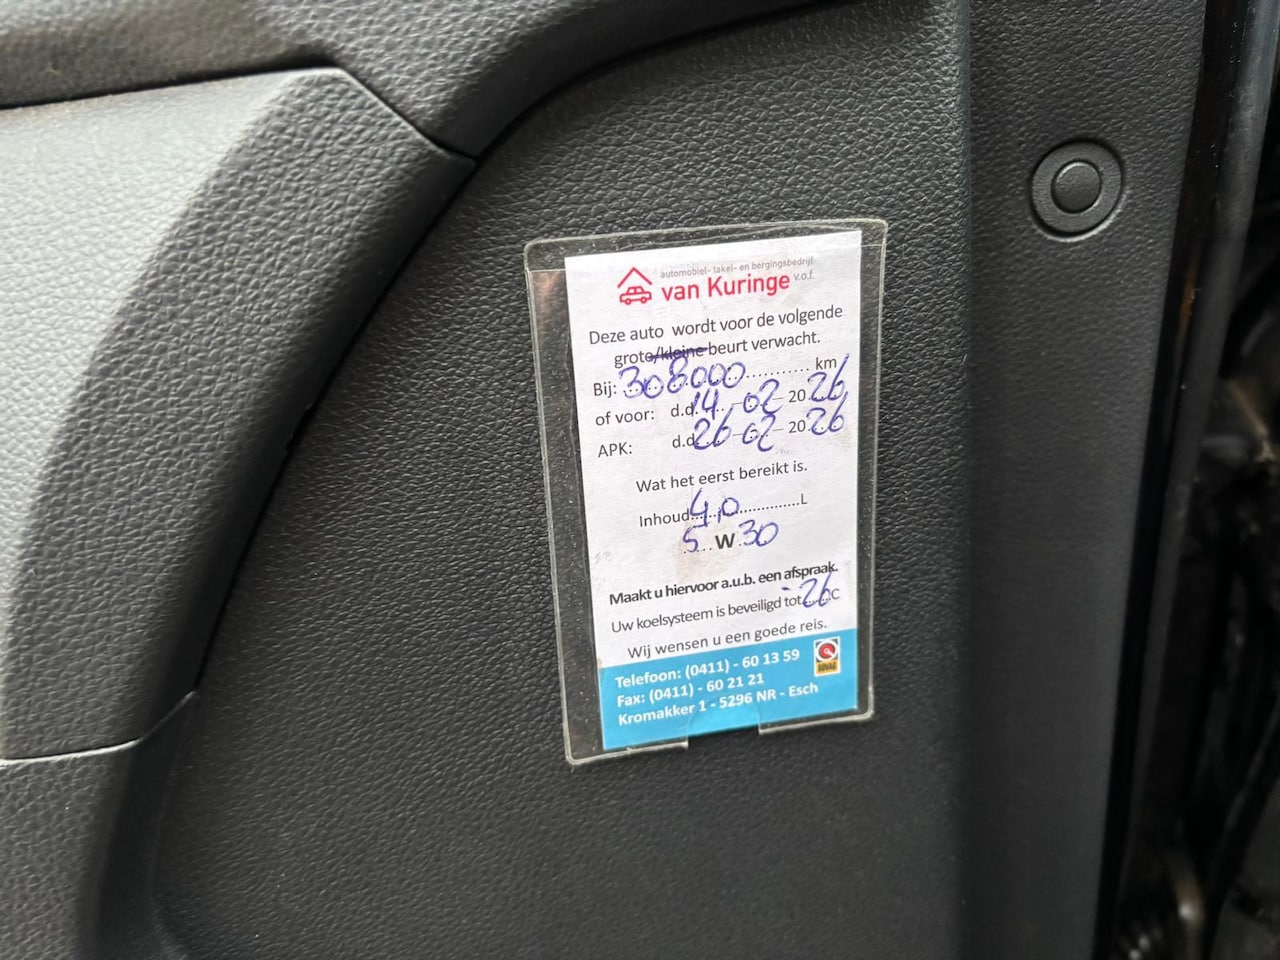 automobiel- takel- en bergingsbedrijf
van Kuringe v.o.f.
Deze auto wordt voor de volgende
grote/kleine beurt verwacht.
Bij: 308000 km
of voor: d.d. 14-02-2026
APK: d.d. 26-02-2026
Wat het eerst bereikt is.
Inhoud 4,0 L
5 W 30
Maakt u hiervoor a.u.b. een afspraak.
Uw koelsysteem is beveiligd tot -26 C
Wij wensen u een goede reis.
Telefoon: (0411) - 60 13 59
Fax: (0411) - 60 21 21
Kromakker 1 - 5296 NR - Esch
BOVAG